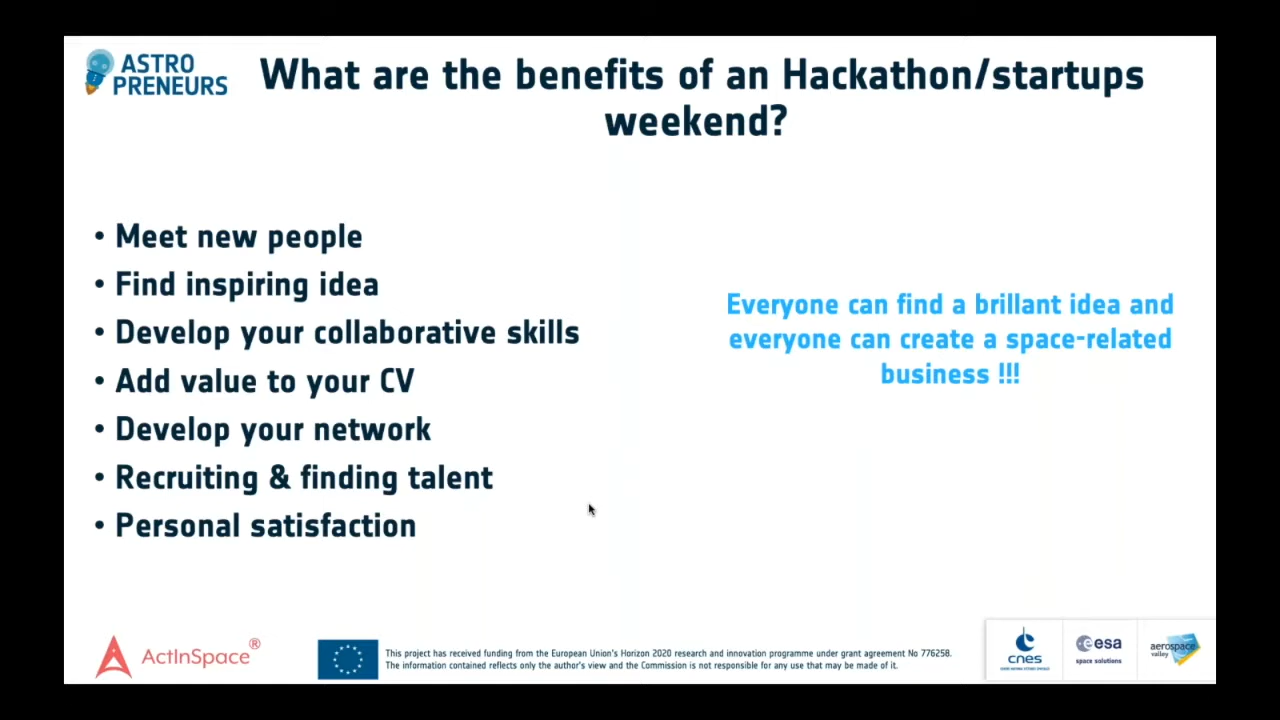 ASTRO
PRENEURS
What are the benefits of an Hackathon/startups
weekend?
• Meet new people
• Find inspiring idea
• Develop your collaborative skills
• Add value to your CV
• Develop your network
• Recruiting & finding talent
• Personal satisfaction
Everyone can find a brillant idea and
everyone can create a space-related
business !!!
ActInSpace®
This project has received funding from the European Union's Horizon 2020 research and innovation programme under grant agreement No 776258.
The information contained reflects only the author's view and the Commission is not responsible for any use that may be made of it.
cnes
esa
space solutions
aerospace
valley